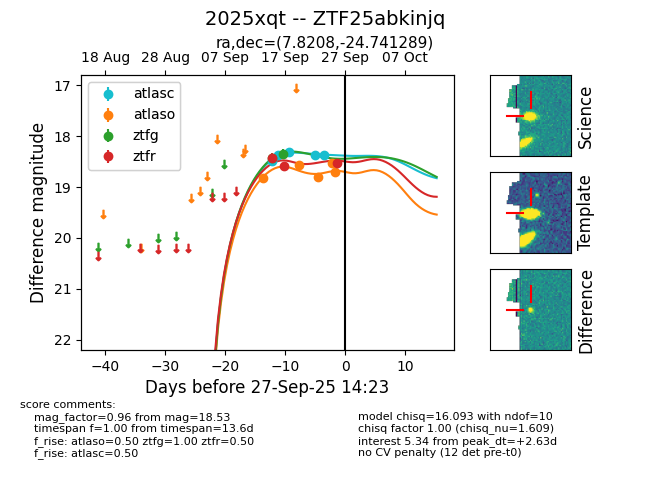 2025xqt -- ZTF25abkinjq
ra,dec=(7.8208,-24.741289)
18 Aug 28 Aug 07 Sep 17 Sep 27 Sep 07 Oct
atlasc
atlaso
ztfg
ztfr
17
18
19
20
21
22
Difference magnitude
−40 −30 −20 −10 0 10
Days before 27-Sep-25 14:23
Science
Template
Difference
score comments:
mag_factor=0.96 from mag=18.53
timespan f=1.00 from timespan=13.6d
f_rise: atlaso=0.50 ztfg=1.00 ztfr=0.50
f_rise: atlasc=0.50
model chisq=16.093 with ndof=10
chisq factor 1.00 (chisq_nu=1.609)
interest 5.34 from peak_dt=+2.63d
no CV penalty (12 det pre-t0)